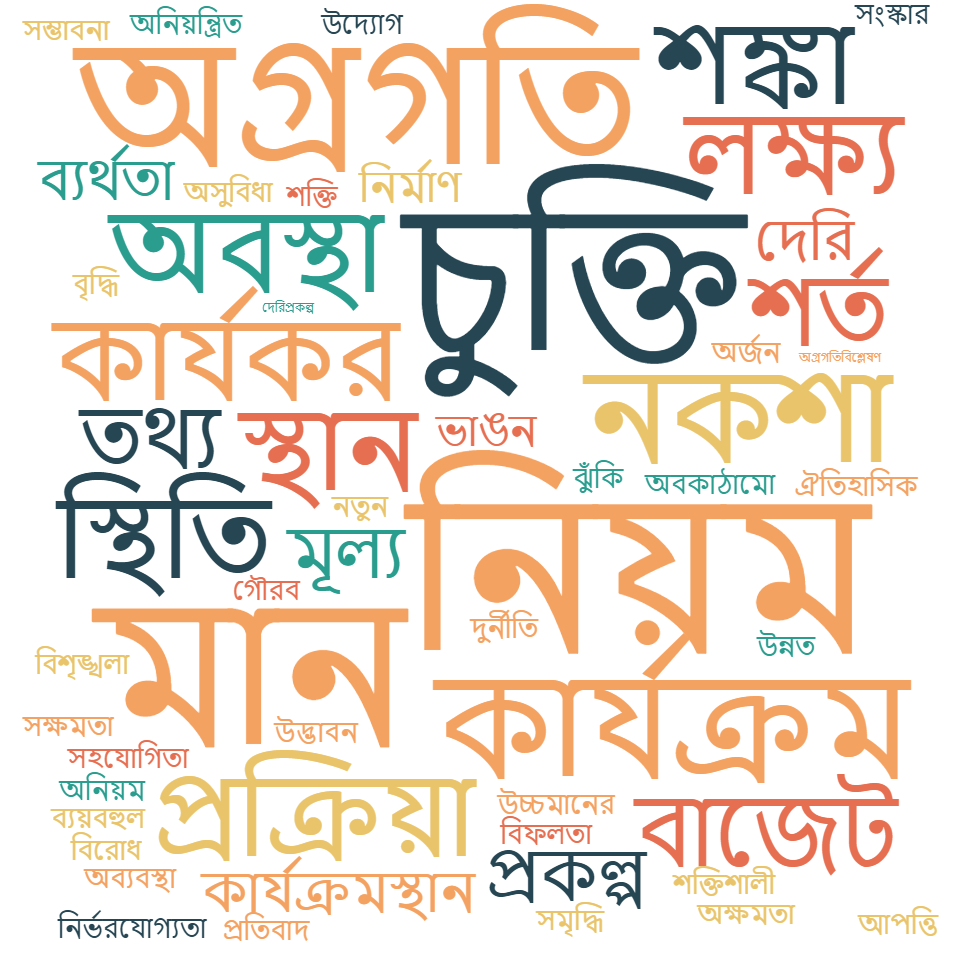 সম্ভাবনা
অনিয়ন্ত্রিত
উদ্যোগ
সংস্কার
অগ্রগতি
শঙ্কা
লক্ষ্য
ব্যর্থতা
অসুবিধা
শক্তি
নির্মাণ
চুক্তি
অবস্থা
দেরি
বৃদ্ধি
দেরিপ্রকল্প
শর্ত
কার্যকর
অর্জন
অগ্রগতিবিশ্লেষণ
নকশা
তথ্য
স্থান
ভাঙন
ঝুঁকি
অবকাঠামো
ঐতিহাসিক
স্থিতি
নতুন
মূল্য
নিয়ম
গৌরব
মান
দুর্নীতি
উন্নত
বিশৃঙ্খলা
কার্যক্রম
সক্ষমতা
উদ্ভাবন
সহযোগিতা
অনিয়ম
প্রক্রিয়া
উচ্চমানের
বাজেট
ব্যয়বহুল
বিফলতা
বিরোধ
প্রকল্প
অব্যবস্থা
কার্যক্রমস্থান
শক্তিশালী
অক্ষমতা
নির্ভরযোগ্যতা
প্রতিবাদ
সমৃদ্ধি
আপত্তি